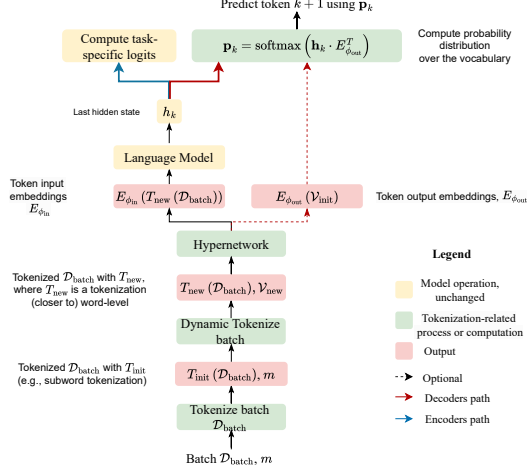 Predict token k + 1 using p_k
Compute task-
specific logits
p_k = softmax (h_k · E^T_{ϕ_out})
Compute probability
distribution
over the vocabulary
Last hidden state
h_k
Language Model
Token input
embeddings
E_{ϕ_in}
E_{ϕ_in} (T_new (𝒟_batch))
E_{ϕ_out} (𝒱_init)
Token output embeddings, E_{ϕ_out}
Hypernetwork
Tokenized 𝒟_batch with T_new,
where T_new is a tokenization
(closer to) word-level
T_new (𝒟_batch), 𝒱_new
Dynamic Tokenize
batch
Tokenized 𝒟_batch with T_init
(e.g., subword tokenization)
T_init (𝒟_batch), m
Tokenize batch
𝒟_batch
Batch 𝒟_batch, m
Legend
Model operation,
unchanged
Tokenization-related
process or computation
Output
Optional
Decoders path
Encoders path